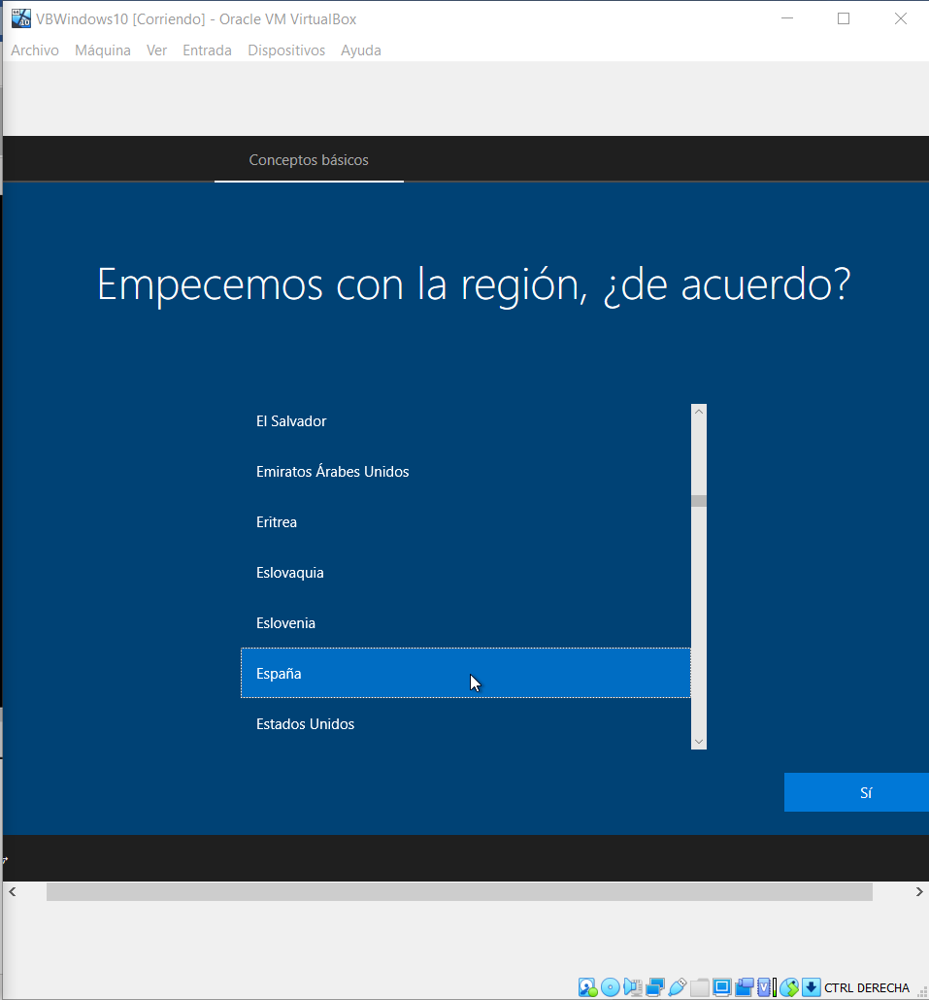 VBWindows10 [Corriendo] - Oracle VM VirtualBox
Archivo Máquina Ver Entrada Dispositivos Ayuda
Conceptos básicos
Empecemos con la región, ¿de acuerdo?
El Salvador
Emiratos Árabes Unidos
Eritrea
Eslovaquia
Eslovenia
España
Estados Unidos
Sí
CTRL DERECHA